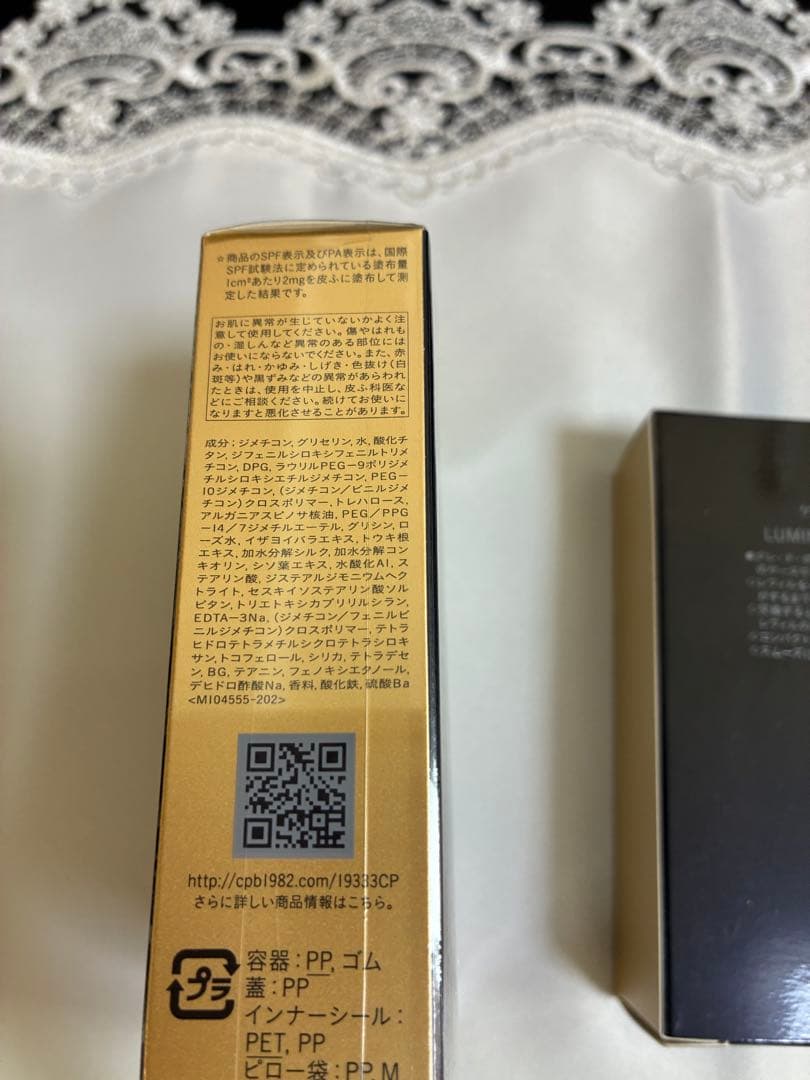 ☆商品のSPF表示及びPA表示は、国際
SPF試験法に定められている塗布量
1cm²あたり2mgを皮ふに塗布して測
定した結果です。
お肌に異常が生じていないかよく注
意して使用してください。傷やはれも
の・湿しんなど異常のある部位には
お使いにならないでください。また、赤
み・はれ・かゆみ・しげき・色抜け(白
斑等)や黒ずみなどの異常があらわれ
たときは、使用を中止し、皮ふ科医な
どにご相談ください。続けてお使いに
なりますと悪化させることがあります。
成分;ジメチコン, グリセリン, 水, 酸化チ
タン, ジフェニルシロキシフェニルトリメ
チコン, DPG, ラウリルPEG-9ポリジメ
チルシロキシエチルジメチコン, PEG-
10ジメチコン, (ジメチコン/ビニルジメ
チコン)クロスポリマー, トレハロース,
アルガニアスピノサ核油, PEG/PPG
-14/7ジメチルエーテル, グリシン, ロ
ーズ水, イザヨイバラエキス, トウキ根
エキス, 加水分解シルク, 加水分解コン
キオリン, シソ葉エキス, 水酸化Al, ス
テアリン酸, ジステアルジモニウムヘク
トライト, セスキイソステアリン酸ソル
ビタン, トリエトキシカプリリルシラン,
EDTA-3Na, (ジメチコン/フェニルビ
ニルジメチコン)クロスポリマー, テトラ
ヒドロテトラメチルシクロテトラシロキ
サン, トコフェロール, シリカ, テトラデセ
ン, BG, テアニン, フェノキシエタノール,
デヒドロ酢酸Na, 香料, 酸化鉄, 硫酸Ba
<MI04555-202>
http://cpb1982.com/19333CP
さらに詳しい商品情報はこちら。
プラ
容器:PP, ゴム
蓋:PP
インナーシール:
PET, PP
ピロー袋:PP, M
LUMIN